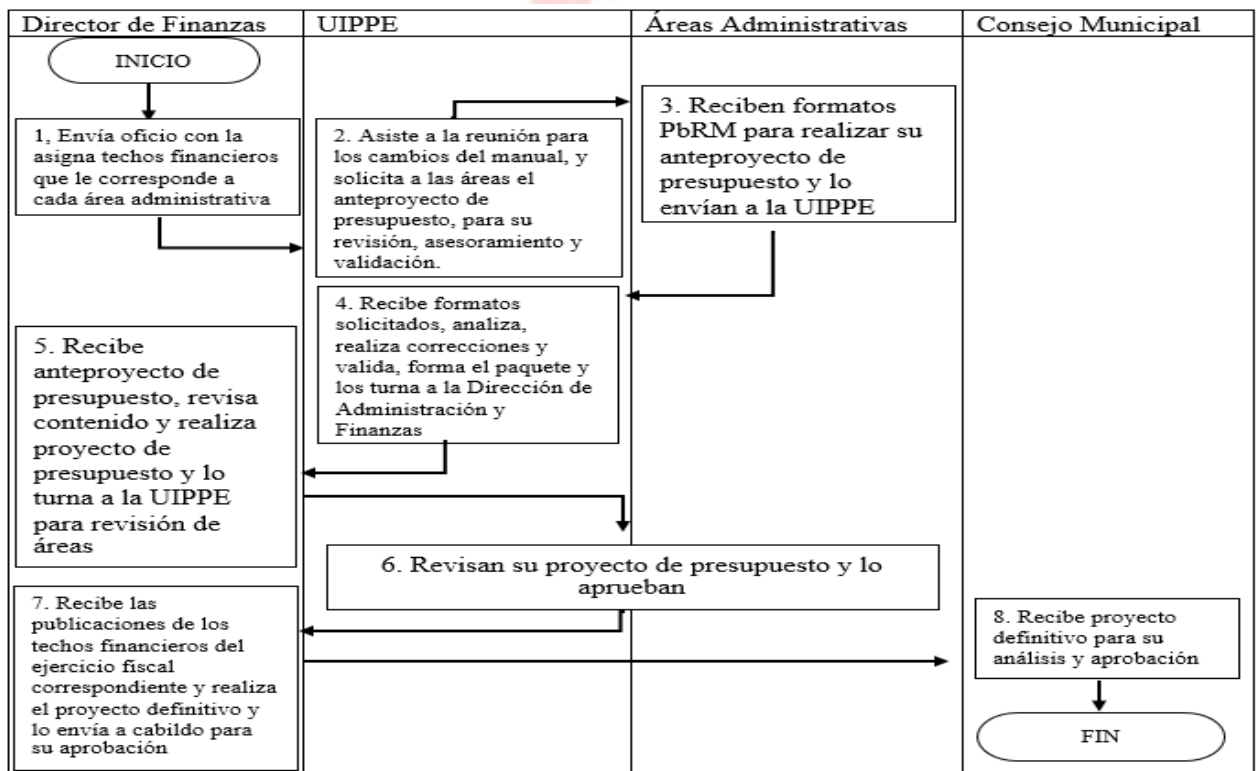 Director de Finanzas
UIPPE
Áreas Administrativas
Consejo Municipal
INICIO
1, Envía oficio con la
asigna techos financieros
que le corresponde a
cada área administrativa
2. Asiste a la reunión para
los cambios del manual, y
solicita a las áreas el
anteproyecto de
presupuesto, para su
revisión, asesoramiento y
validación.
3. Reciben formatos
PbRM para realizar su
anteproyecto de
presupuesto y lo
envían a la UIPPE
4. Recibe formatos
solicitados, analiza,
realiza correcciones y
valida, forma el paquete y
los turna a la Dirección de
Administración y
Finanzas
5. Recibe
anteproyecto de
presupuesto, revisa
contenido y realiza
proyecto de
presupuesto y lo
turna a la UIPPE
para revisión de
áreas
6. Revisan su proyecto de presupuesto y lo
aprueban
7. Recibe las
publicaciones de los
techos financieros del
ejercicio fiscal
correspondiente y realiza
el proyecto definitivo y
lo envía a cabildo para
su aprobación
8. Recibe proyecto
definitivo para su
análisis y aprobación
FIN